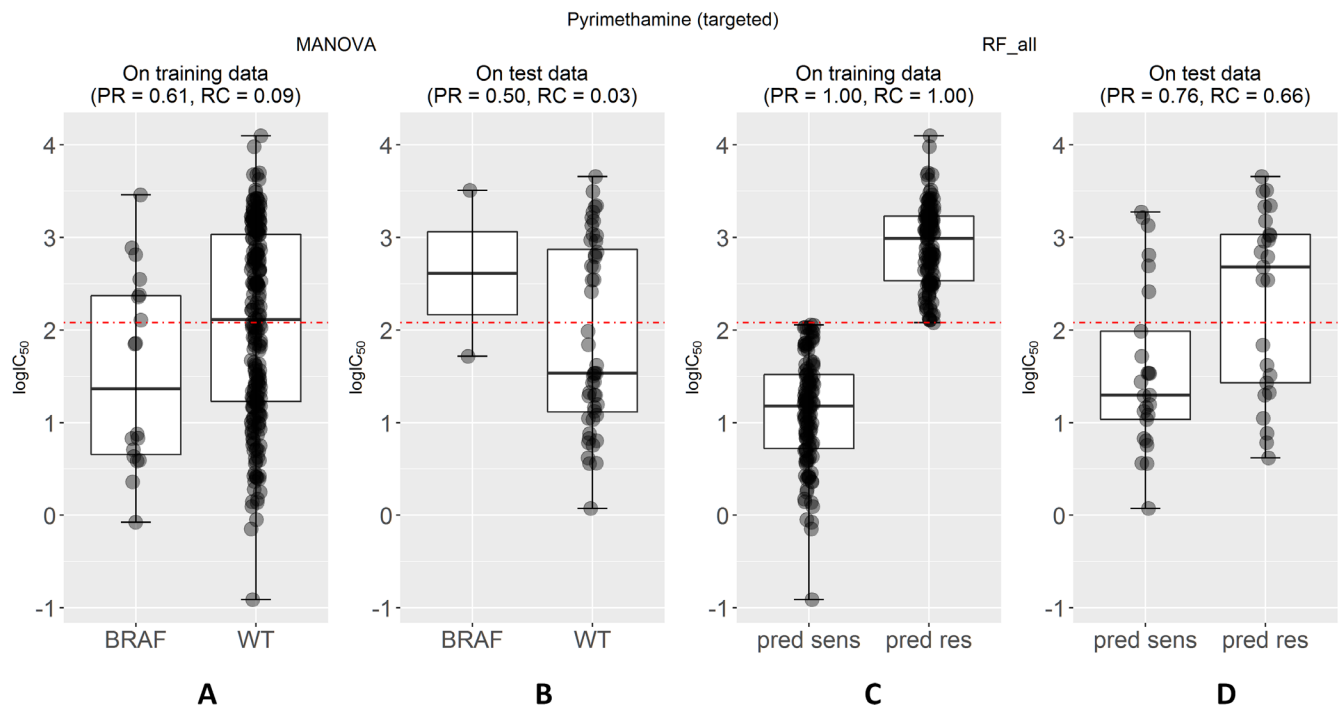 Pyrimethamine (targeted)
MANOVA
RF_all
On training data
(PR = 0.61, RC = 0.09)
On test data
(PR = 0.50, RC = 0.03)
On training data
(PR = 1.00, RC = 1.00)
On test data
(PR = 0.76, RC = 0.66)
logIC50
4
3
2
1
0
-1
BRAF
WT
A
logIC50
4
3
2
1
0
-1
BRAF
WT
B
logIC50
4
3
2
1
0
-1
pred sens
pred res
C
logIC50
4
3
2
1
0
-1
pred sens
pred res
D